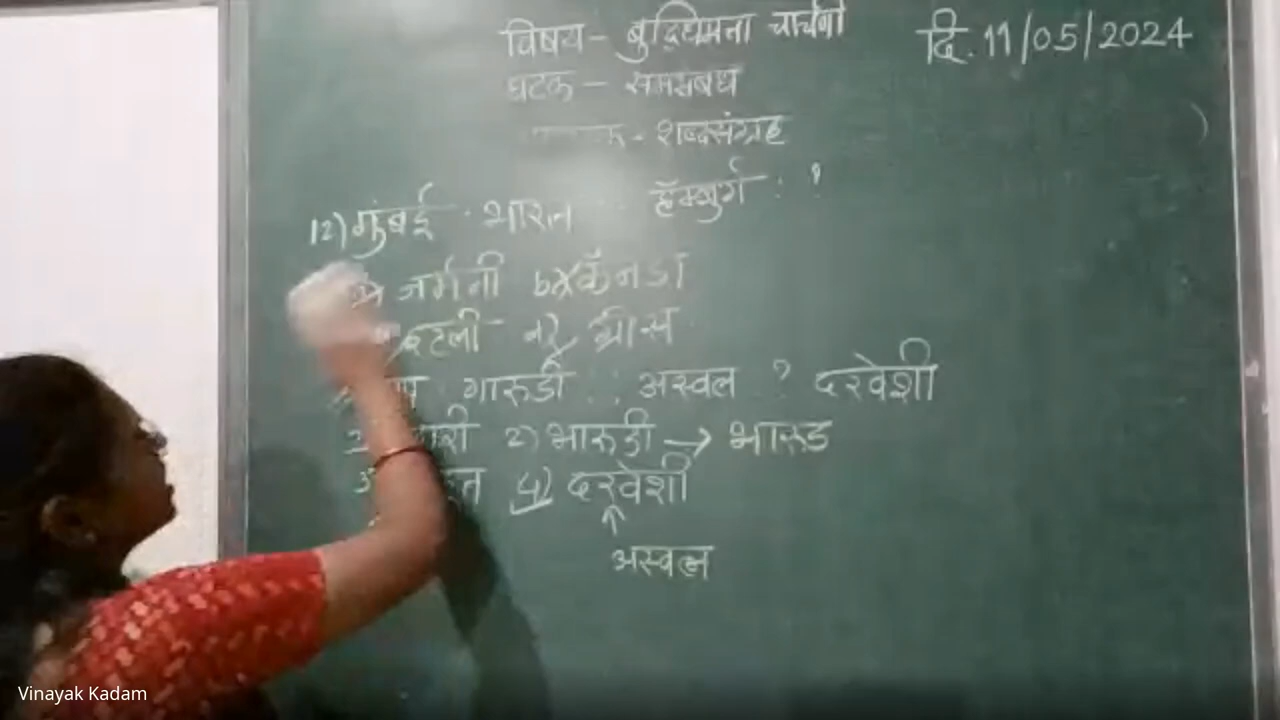 विषय - बुद्धिमत्ता चाचणी
दि. 11/05/2024
घटक - समसंबंध
- शब्दसंग्रह
12) मुंबई : भारत : : हॅम्बुर्ग : ?
जर्मनी कॅनडा
इटली ग्रीस
गारुडी : : अस्वल ? दरवेशी
2) भारुडी → भारुड
4) दरवेशी
↑
अस्वल
Vinayak Kadam